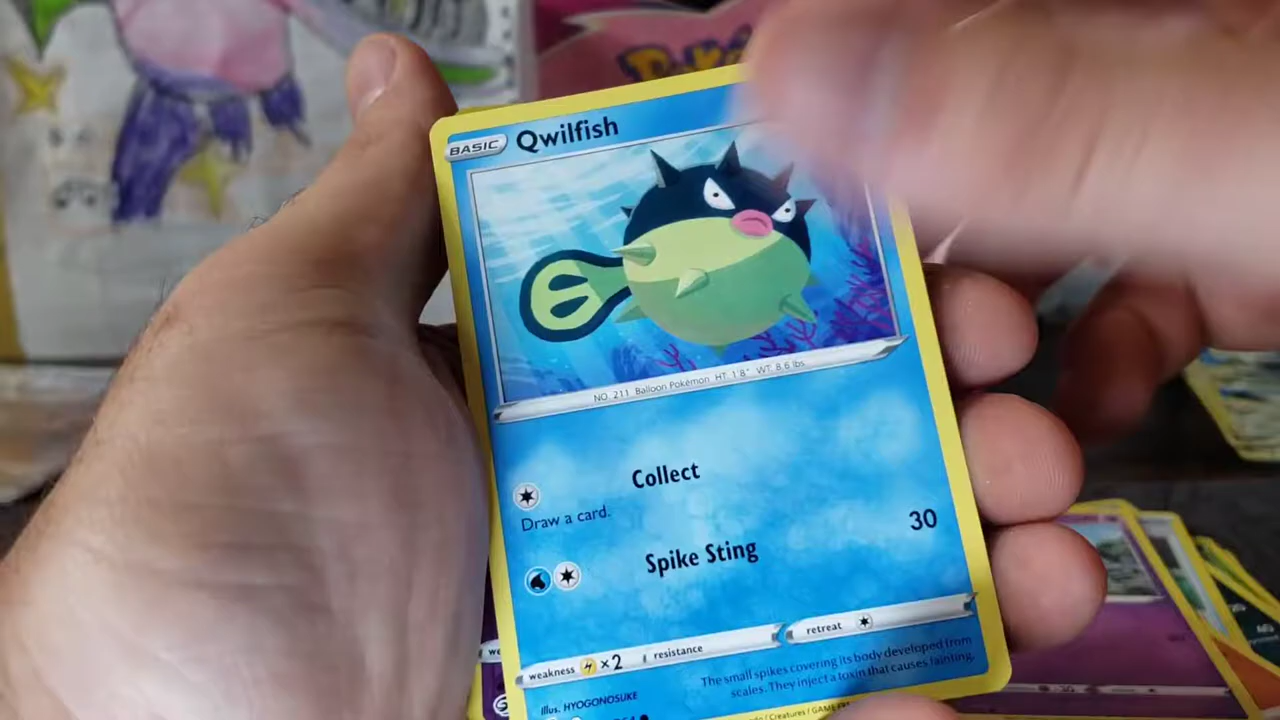 BASIC Qwilfish
NO. 211 Balloon Pokémon HT: 1'8" WT: 8.6 lbs
Collect
Draw a card.
Spike Sting 30
weakness ×2 resistance retreat
The small spikes covering its body developed from
scales. They inject a toxin that causes fainting.
Illus. HYOGONOSUKE